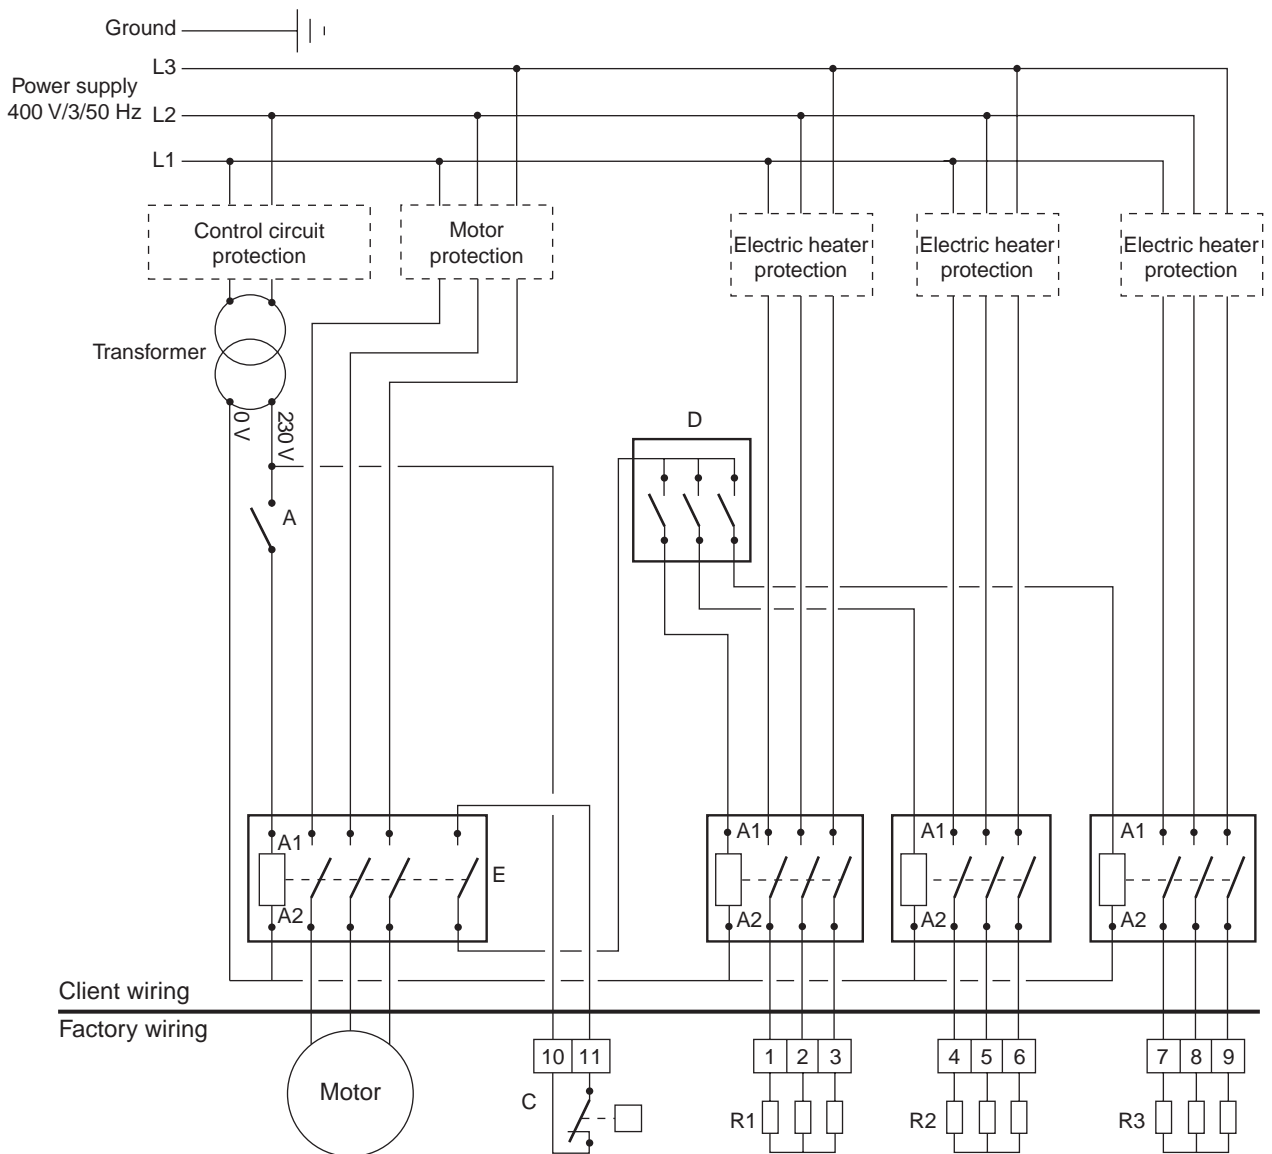 Ground
L3
Power supply
400 V/3/50 Hz
L2
L1
Control circuit
protection
Motor
protection
Electric heater
protection
Electric heater
protection
Electric heater
protection
Transformer
0 V
230 V
D
A
A1
E
A2
A1
A2
A1
A2
A1
A2
Client wiring
Factory wiring
Motor
10 11
C
1 2 3
R1
4 5 6
R2
7 8 9
R3